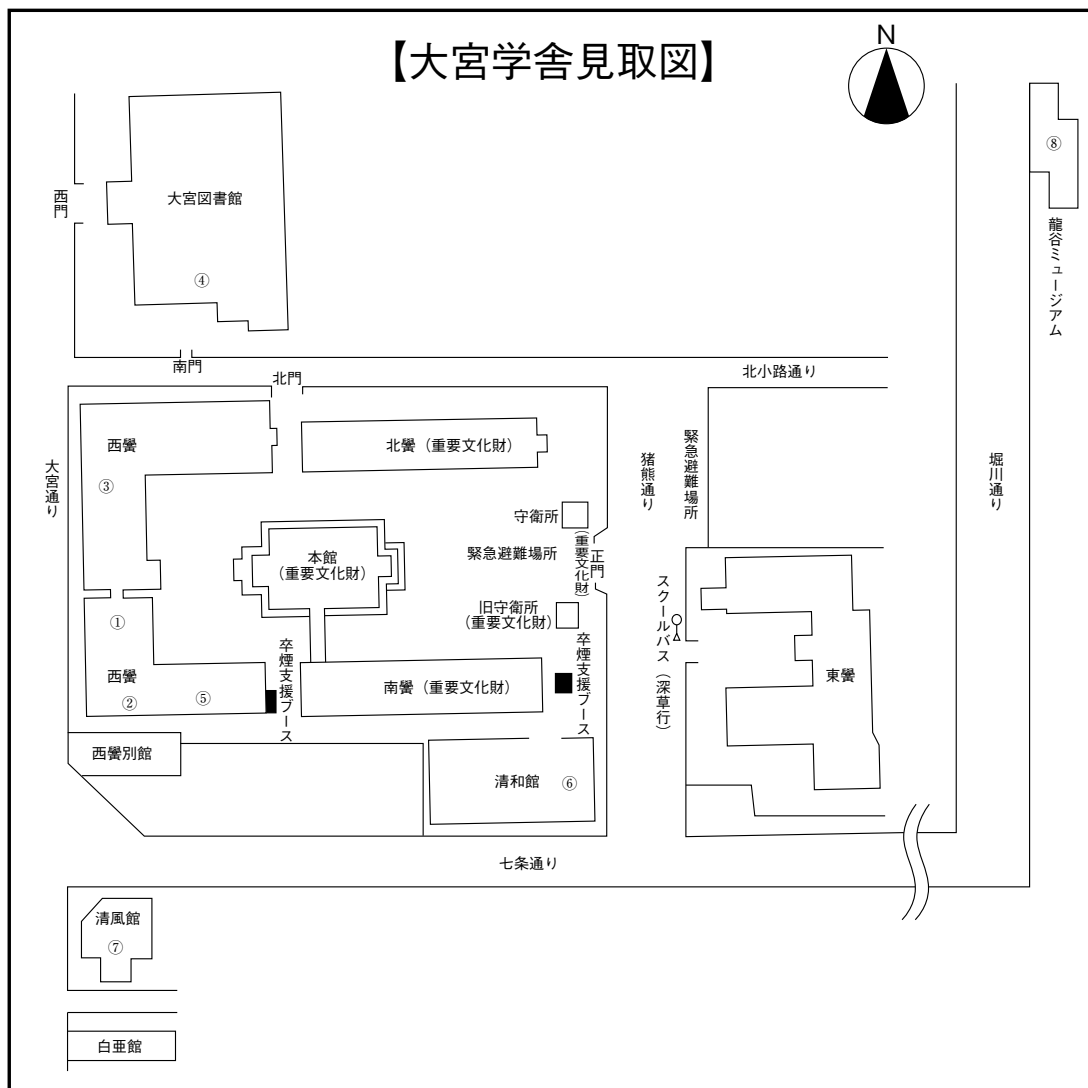 【大宮学舎見取図】
N
⑧
龍谷ミュージアム
西門
大宮図書館
④
南門
北門
北小路通り
西黌
③
大宮通り
北黌（重要文化財）
猪熊通り
緊急避難場所
堀川通り
守衛所
（重要文化財）
正門
緊急避難場所
本館
（重要文化財）
旧守衛所
（重要文化財）
スクールバス（深草行）
①
西黌
②
⑤
卒煙支援ブース
南黌（重要文化財）
卒煙支援ブース
東黌
西黌別館
清和館
⑥
七条通り
清風館
⑦
白亜館